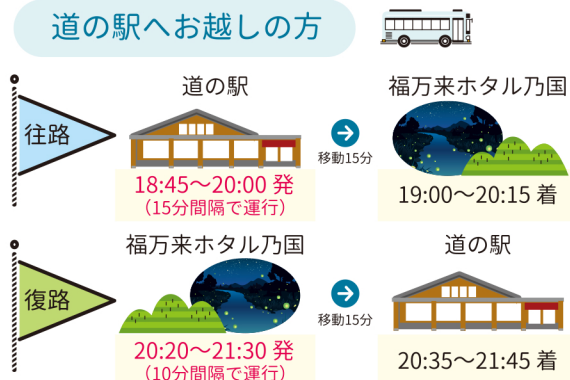 道の駅へお越しの方
道の駅
福万来ホタル乃国
往路
移動15分
18:45～20:00 発
（15分間隔で運行）
19:00～20:15 着
福万来ホタル乃国
道の駅
復路
移動15分
20:20～21:30 発
（10分間隔で運行）
20:35～21:45 着